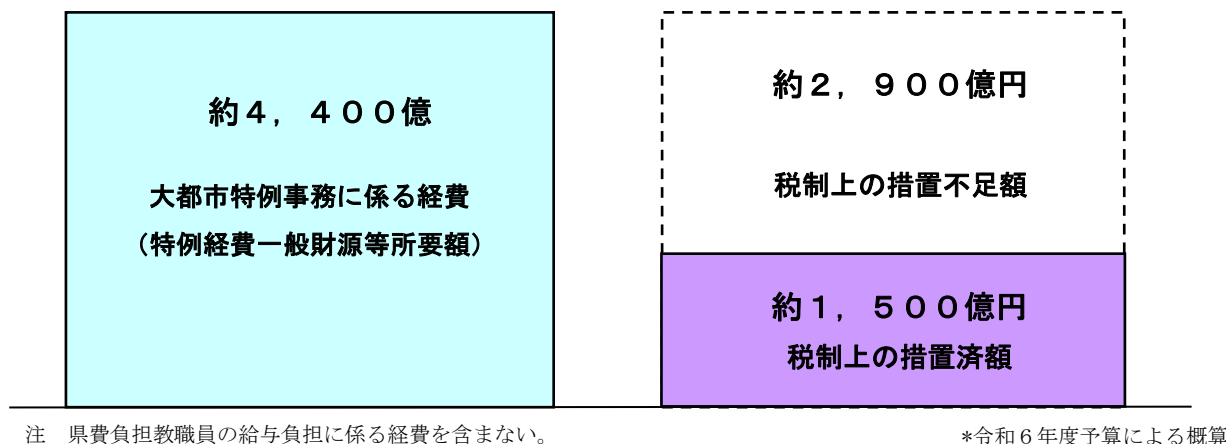 約４，４００億
大都市特例事務に係る経費
（特例経費一般財源等所要額）
約２，９００億円
税制上の措置不足額
約１，５００億円
税制上の措置済額
注　県費負担教職員の給与負担に係る経費を含まない。
*令和６年度予算による概算